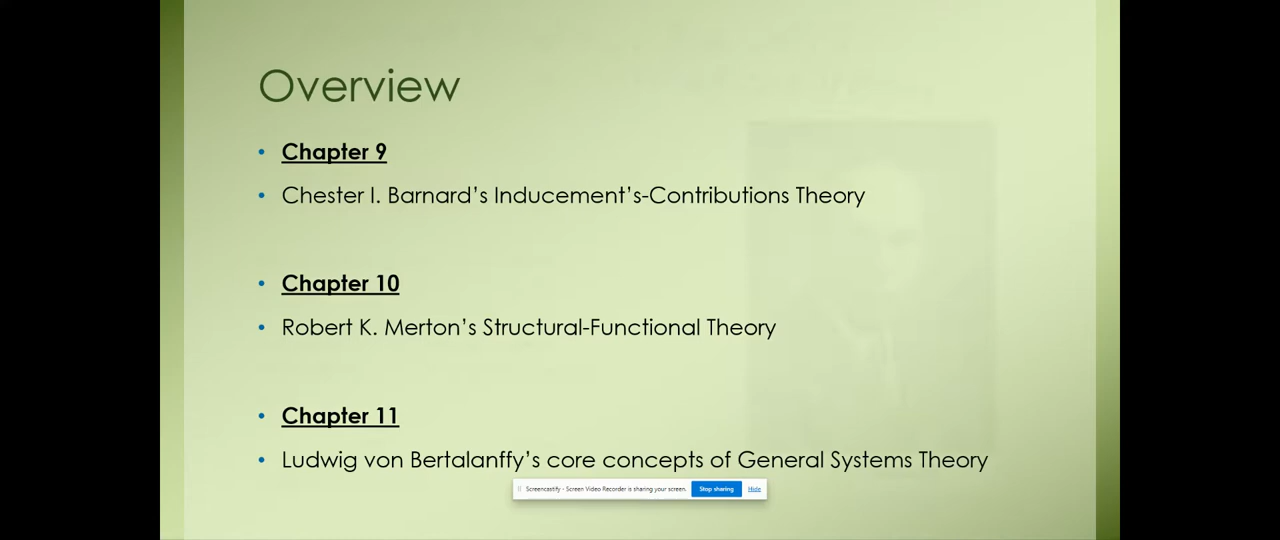 Overview
• Chapter 9
• Chester I. Barnard’s Inducement’s-Contributions Theory
• Chapter 10
• Robert K. Merton’s Structural-Functional Theory
• Chapter 11
• Ludwig von Bertalanffy’s core concepts of General Systems Theory
Screencastify - Screen Video Recorder is sharing your screen. Stop sharing Hide